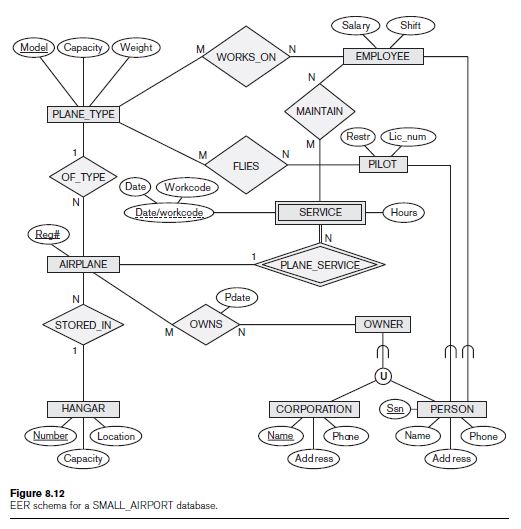 Salary
Shift
Model
Capacity
Weight
M
WORKS_ON
N
EMPLOYEE
N
PLANE_TYPE
MAINTAIN
1
M
FLIES
N
M
Restr
Lic_num
PILOT
OF_TYPE
Date
Workcode
N
Date/workcode
SERVICE
Hours
Reg#
N
AIRPLANE
1
PLANE_SERVICE
N
Pdate
STORED_IN
M
OWNS
N
OWNER
1
U
HANGAR
CORPORATION
Ssn
PERSON
Number
Location
Name
Phone
Name
Phone
Capacity
Address
Address
Figure 8.12
EER schema for a SMALL_AIRPORT database.